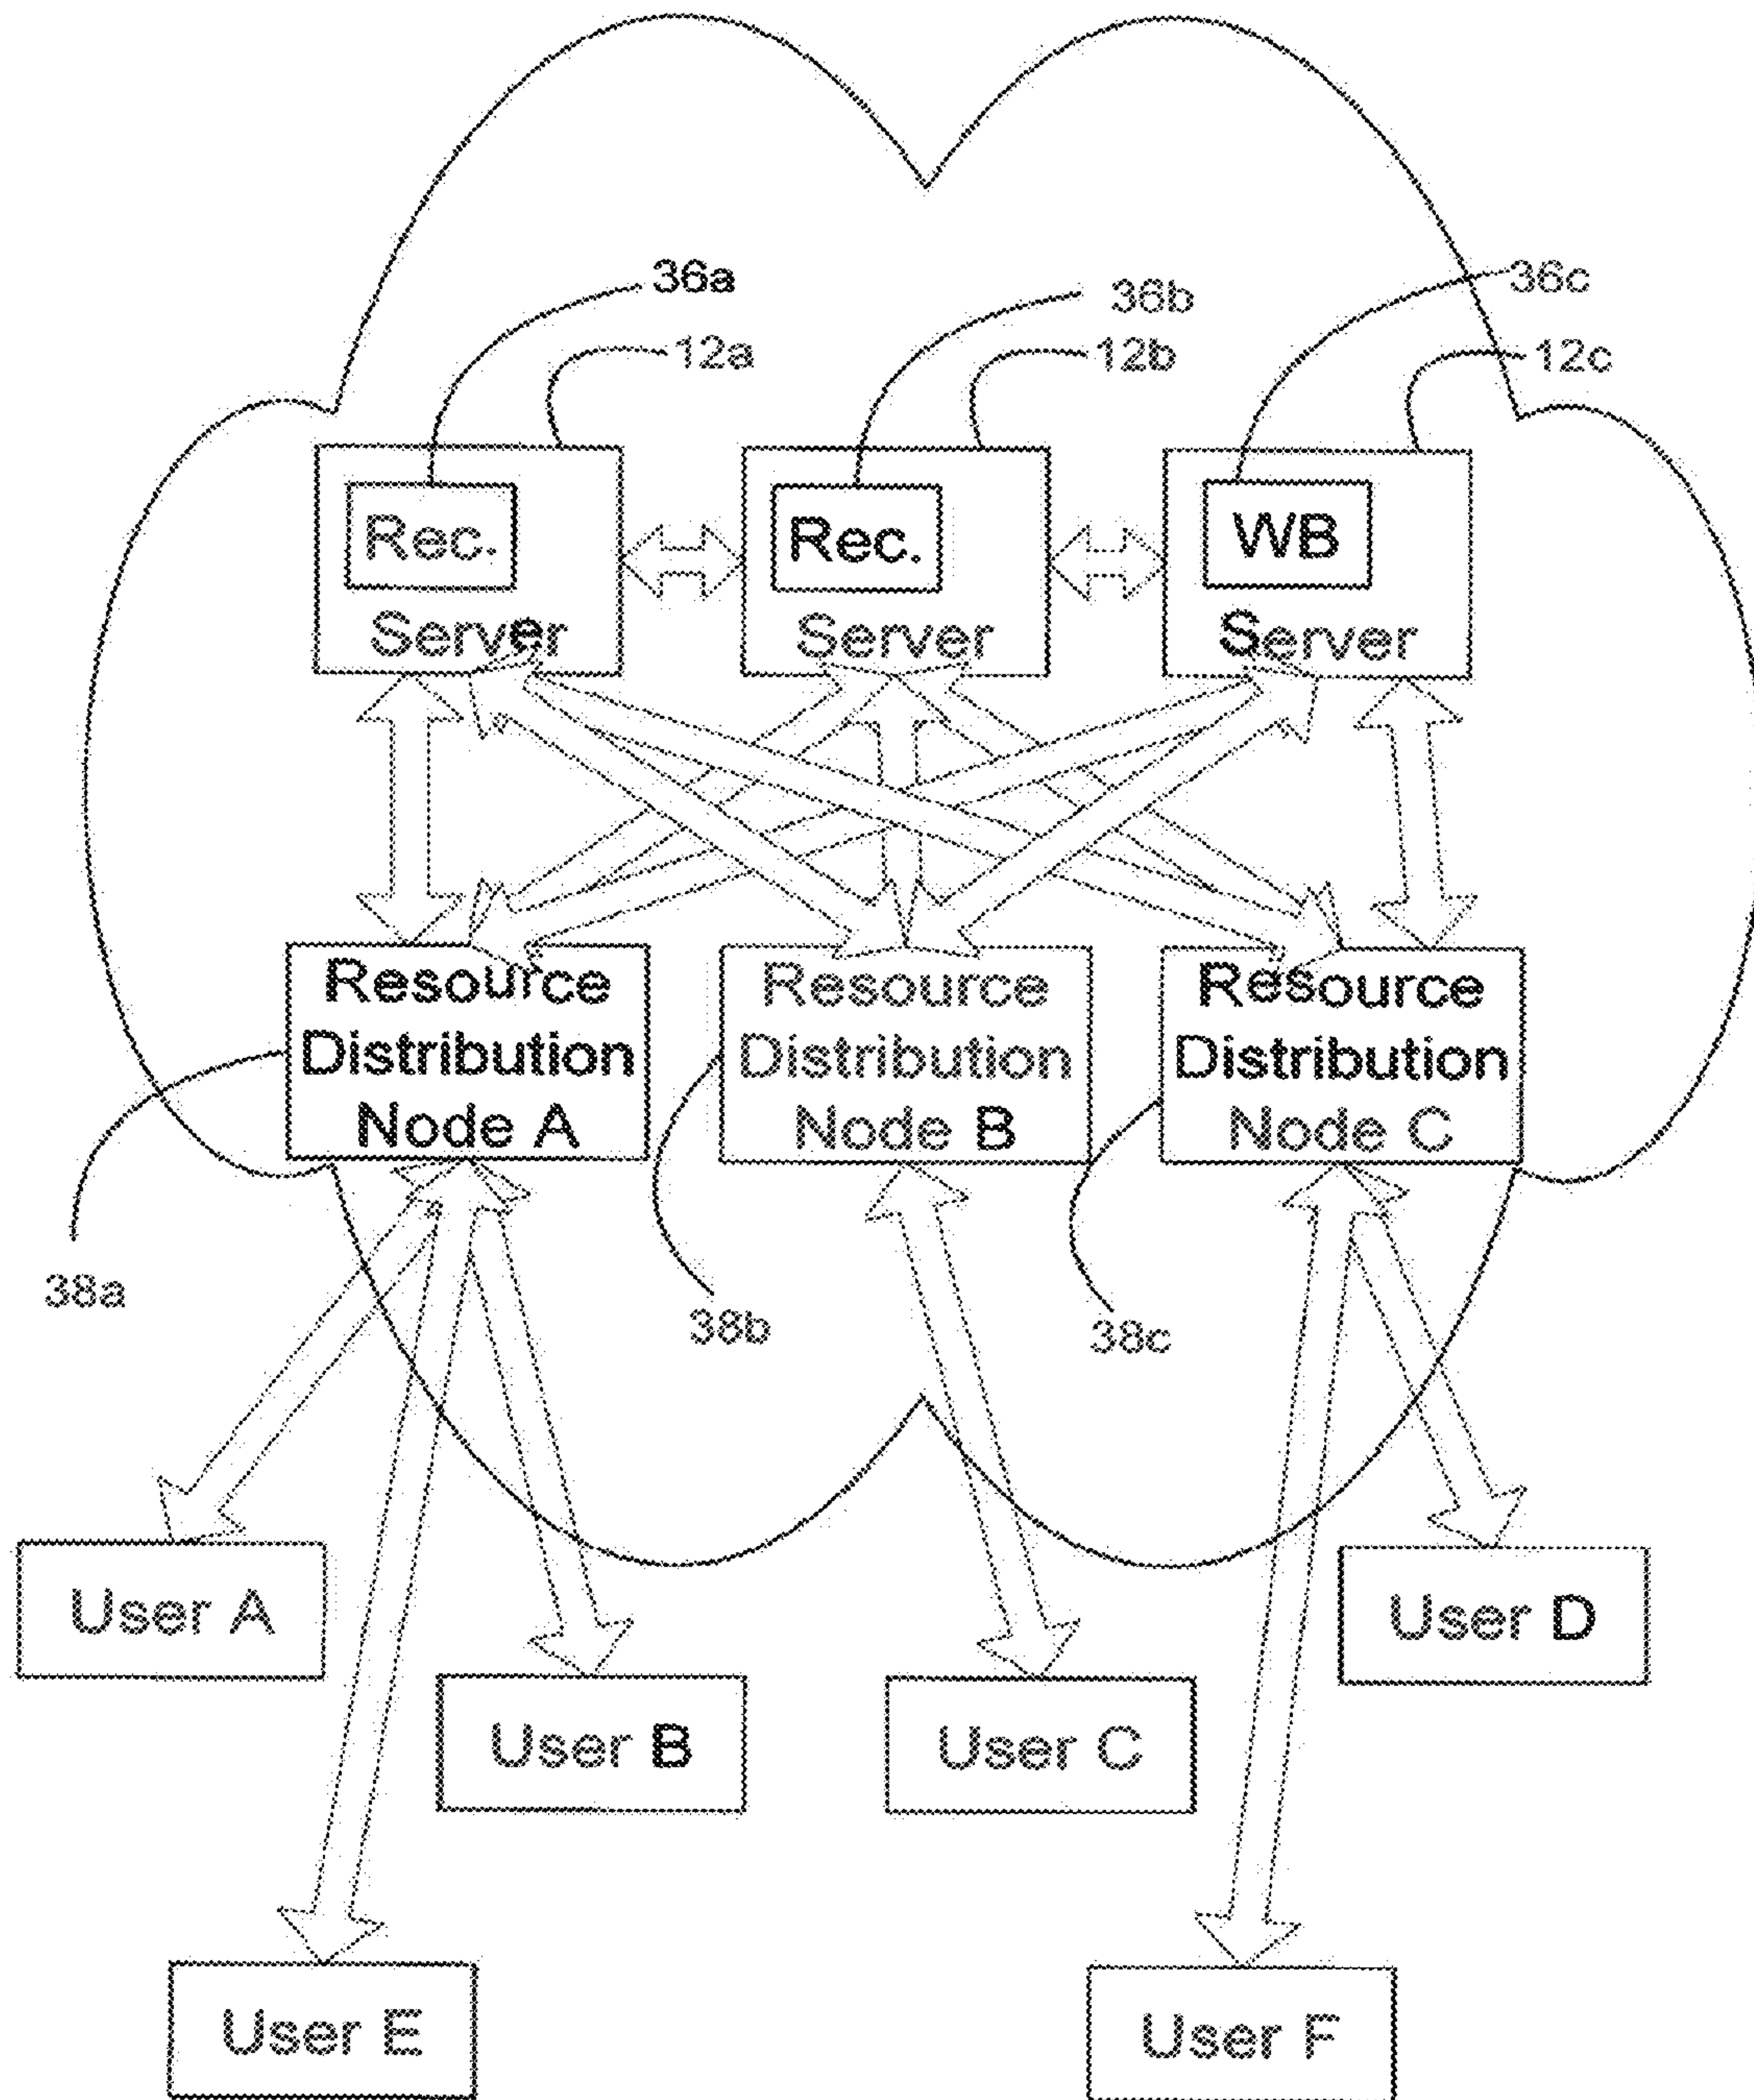 36a
36b
36c
12a
12b
12c
Rec.
Server
Rec.
Server
WB
Server
Resource
Distribution
Node A
Resource
Distribution
Node B
Resource
Distribution
Node C
38a
38b
38c
User A
User B
User C
User D
User E
User F